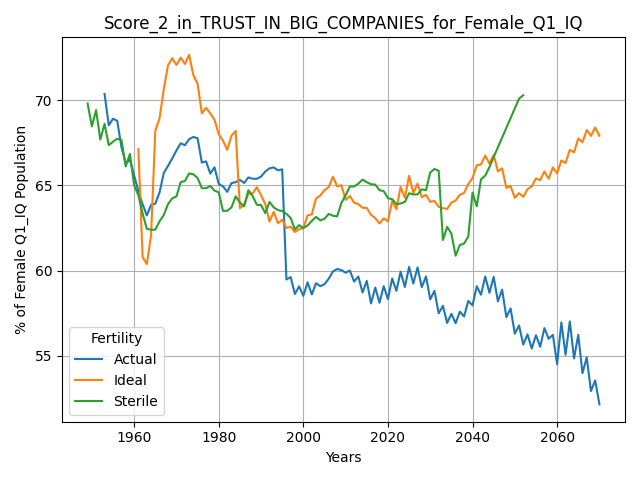 Score_2_in_TRUST_IN_BIG_COMPANIES_for_Female_Q1_IQ
% of Female Q1_IQ Population
70
65
60
55
Fertility
Actual
Ideal
Sterile
1960
1980
2000
2020
2040
2060
Years